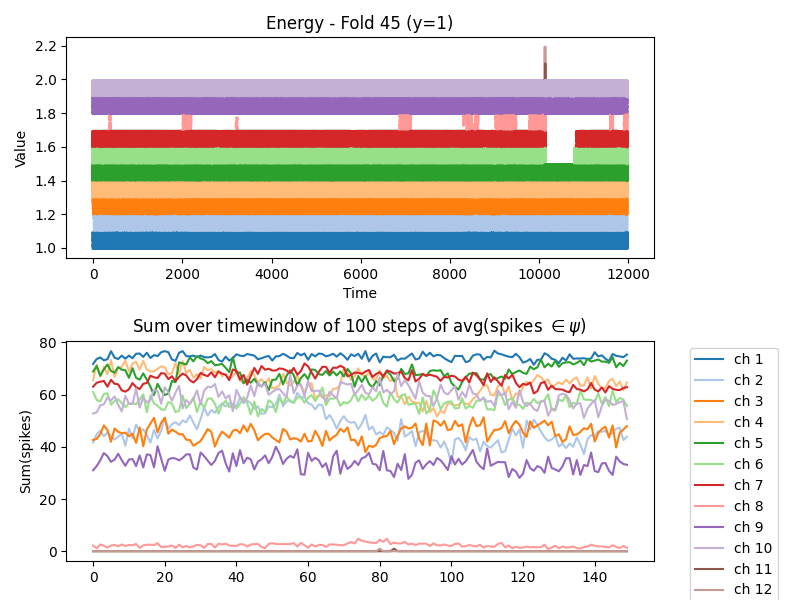 Energy - Fold 45 (y=1)
2.2
2.0
1.8
1.6
1.4
1.2
1.0
Value
0 2000 4000 6000 8000 10000 12000
Time
Sum over timewindow of 100 steps of avg(spikes ∈ψ)
80
60
40
20
0
Sum(spikes)
0 20 40 60 80 100 120 140
ch 1
ch 2
ch 3
ch 4
ch 5
ch 6
ch 7
ch 8
ch 9
ch 10
ch 11
ch 12